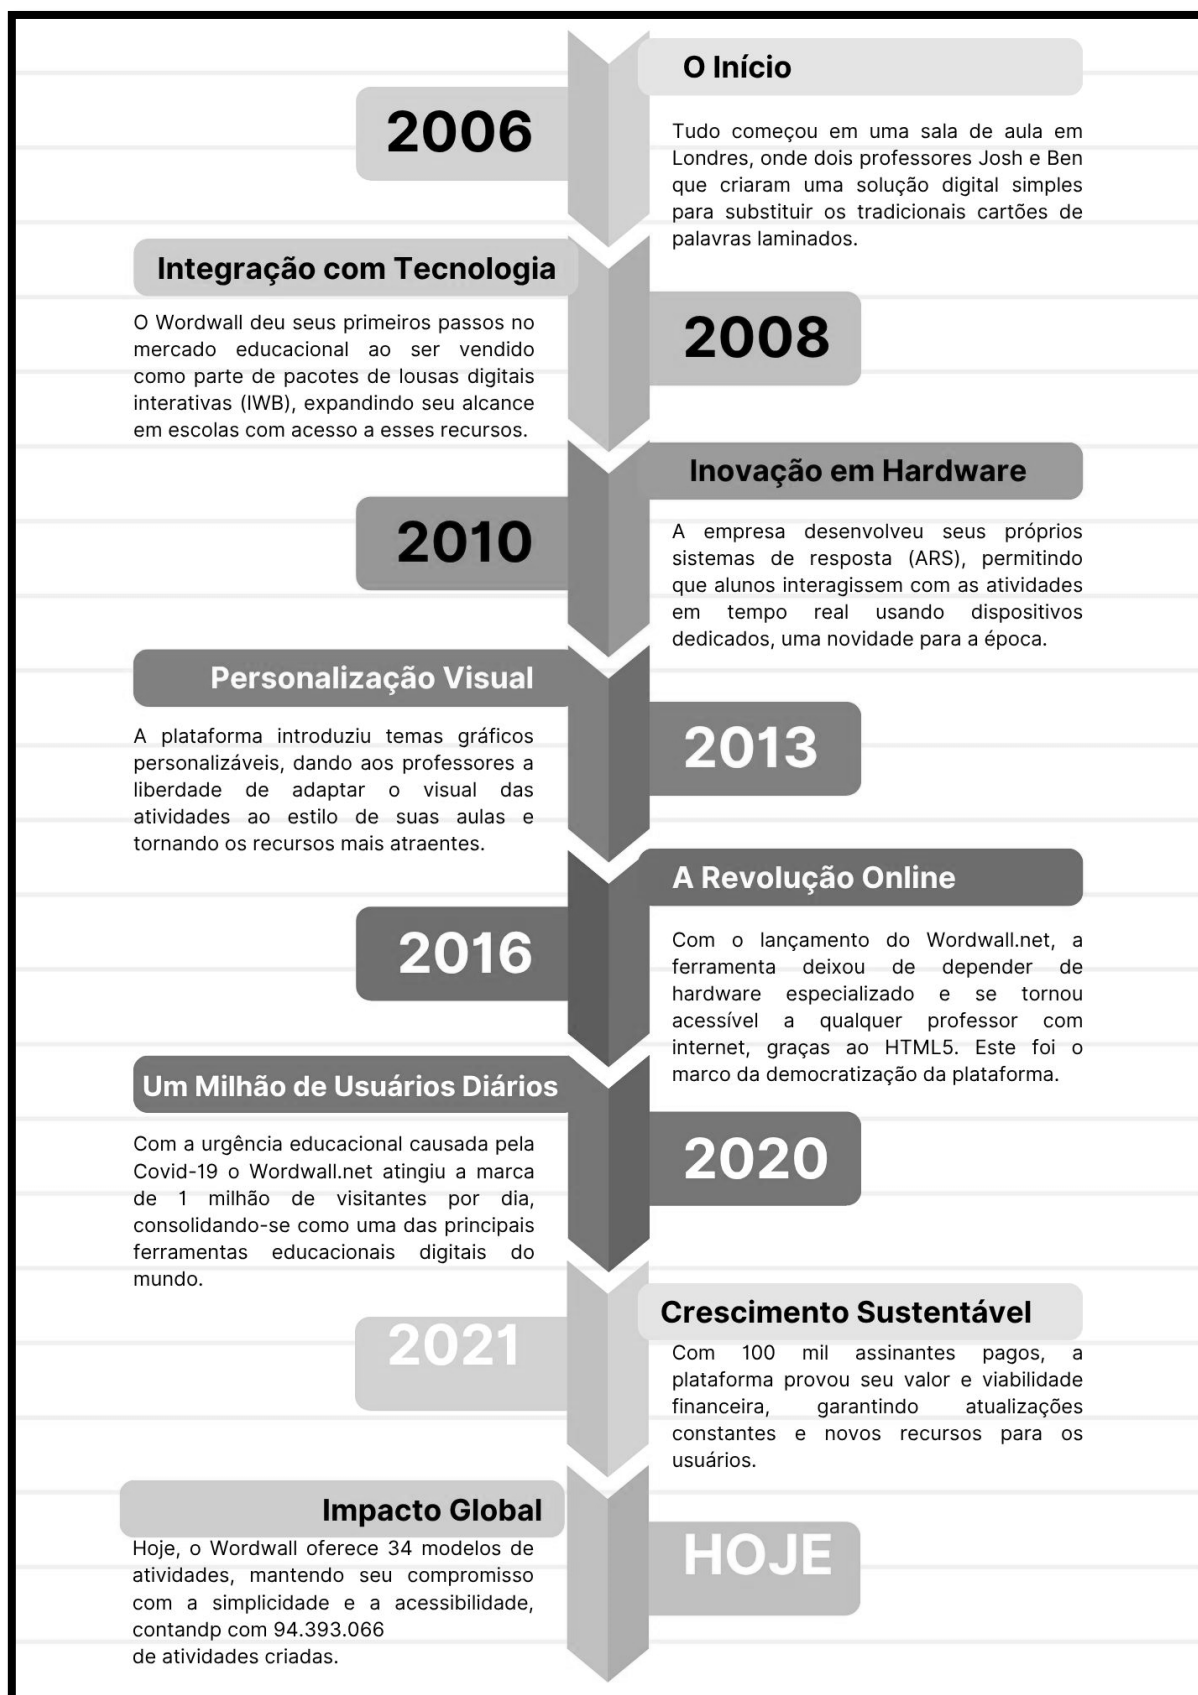 O Início
2006
Tudo começou em uma sala de aula em
Londres, onde dois professores Josh e Ben
que criaram uma solução digital simples
para substituir os tradicionais cartões de
palavras laminados.
Integração com Tecnologia
2008
O Wordwall deu seus primeiros passos no
mercado educacional ao ser vendido
como parte de pacotes de lousas digitais
interativas (IWB), expandindo seu alcance
em escolas com acesso a esses recursos.
Inovação em Hardware
2010
A empresa desenvolveu seus próprios
sistemas de resposta (ARS), permitindo
que alunos interagissem com as atividades
em tempo real usando dispositivos
dedicados, uma novidade para a época.
Personalização Visual
2013
A plataforma introduziu temas gráficos
personalizáveis, dando aos professores a
liberdade de adaptar o visual das
atividades ao estilo de suas aulas e
tornando os recursos mais atraentes.
A Revolução Online
2016
Com o lançamento do Wordwall.net, a
ferramenta deixou de depender de
hardware especializado e se tornou
acessível a qualquer professor com
internet, graças ao HTML5. Este foi o
marco da democratização da plataforma.
Um Milhão de Usuários Diários
2020
Com a urgência educacional causada pela
Covid-19 o Wordwall.net atingiu a marca
de 1 milhão de visitantes por dia,
consolidando-se como uma das principais
ferramentas educacionais digitais do
mundo.
Crescimento Sustentável
2021
Com 100 mil assinantes pagos, a
plataforma provou seu valor e viabilidade
financeira, garantindo atualizações
constantes e novos recursos para os
usuários.
Impacto Global
HOJE
Hoje, o Wordwall oferece 34 modelos de
atividades, mantendo seu compromisso
com a simplicidade e a acessibilidade,
contandp com 94.393.066
de atividades criadas.